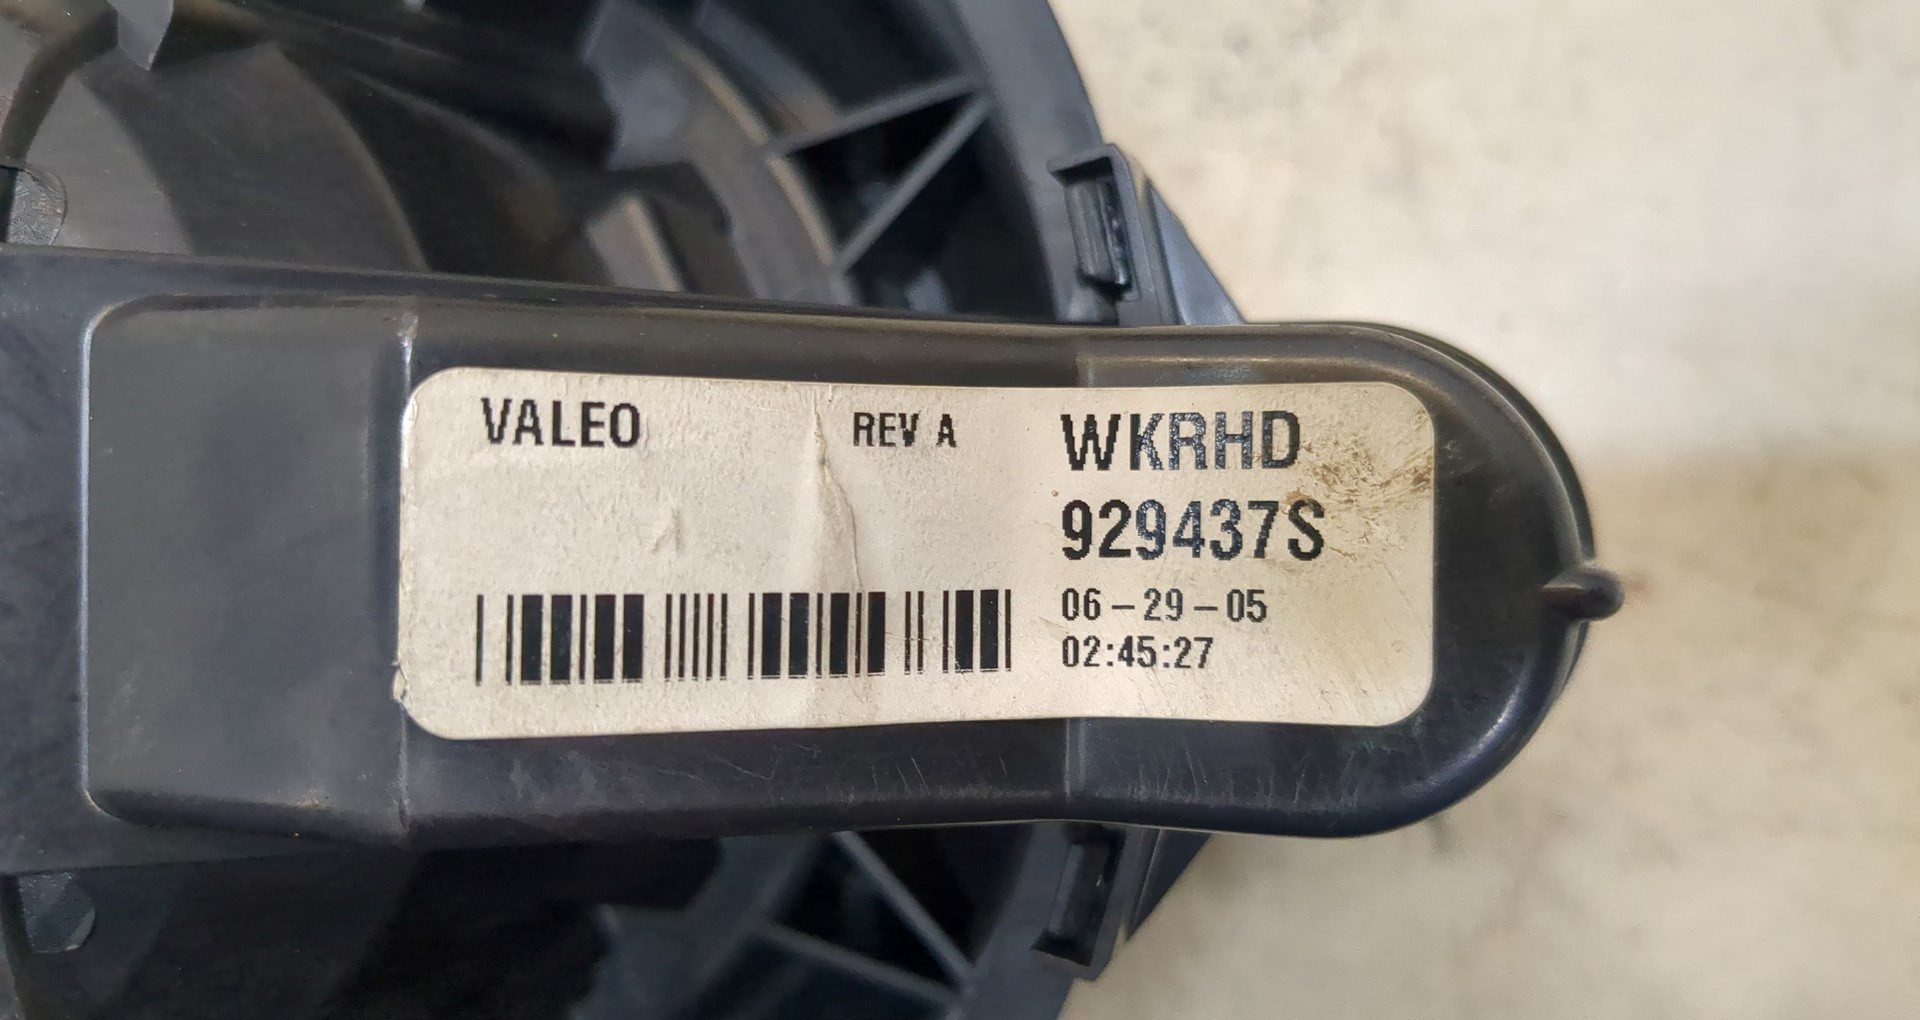 VALEO REV A WKRHD
929437S
06-29-05
02:45:27